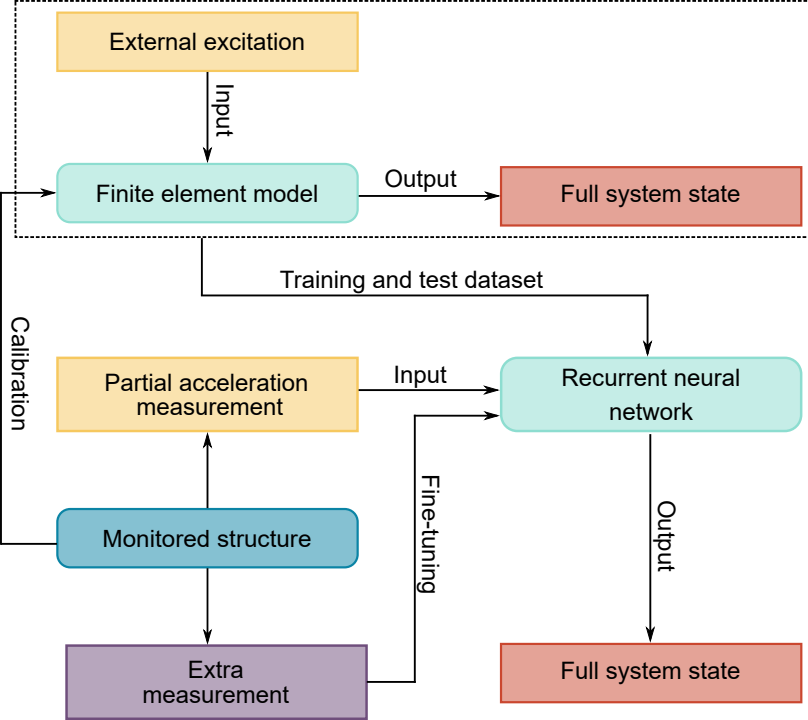 External excitation
Input
Finite element model
Output
Full system state
Training and test dataset
Calibration
Partial acceleration
measurement
Input
Recurrent neural
network
Fine-tuning
Monitored structure
Output
Extra
measurement
Full system state